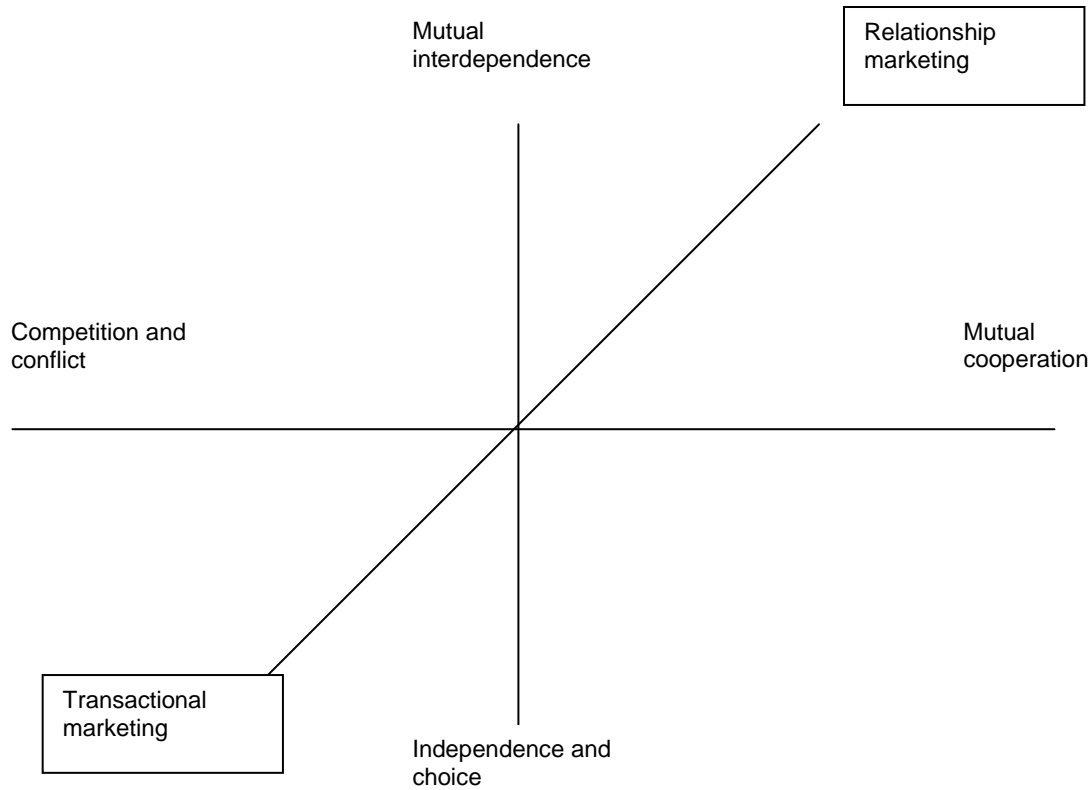 Mutual
interdependence
Relationship
marketing
Competition and
conflict
Mutual
cooperation
Transactional
marketing
Independence and
choice